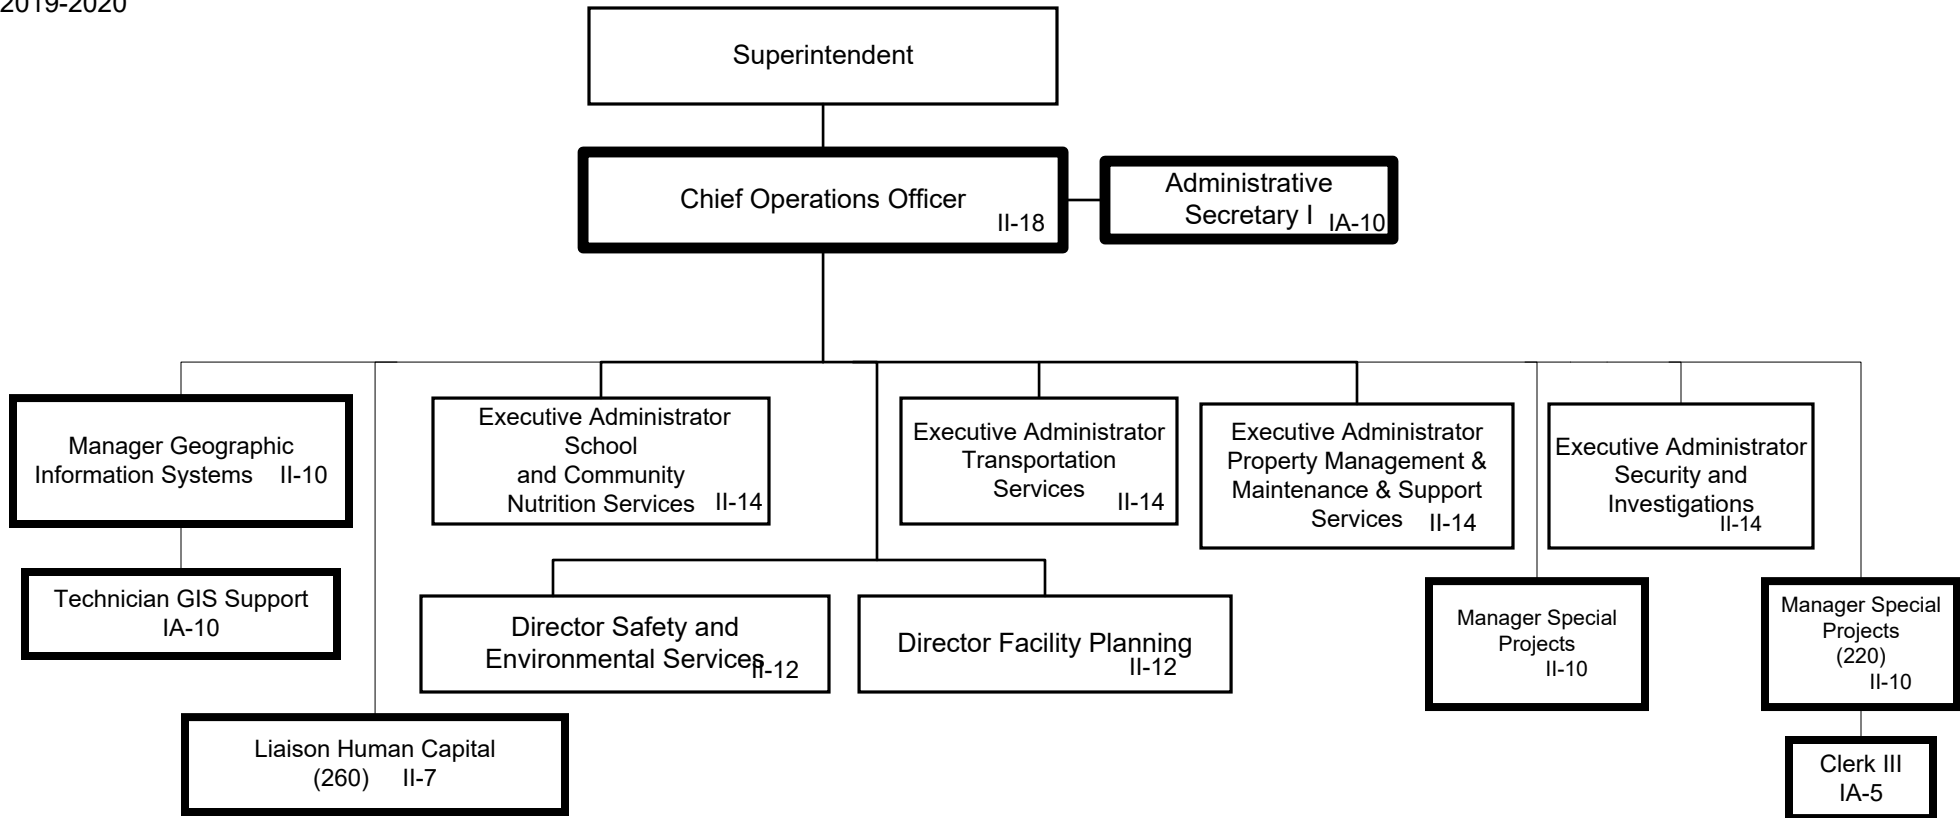 2019-2020
Superintendent
Chief Operations Officer
II-18
Administrative
Secretary I IA-10
Manager Geographic
Information Systems II-10
Executive Administrator
School
and Community
Nutrition Services II-14
Executive Administrator
Transportation
Services II-14
Executive Administrator
Property Management &
Maintenance & Support
Services II-14
Executive Administrator
Security and
Investigations
II-14
Technician GIS Support
IA-10
Director Safety and
Environmental Services II-12
Director Facility Planning
II-12
Manager Special
Projects
II-10
Manager Special
Projects
(220)
II-10
Liaison Human Capital
(260) II-7
Clerk III
IA-5